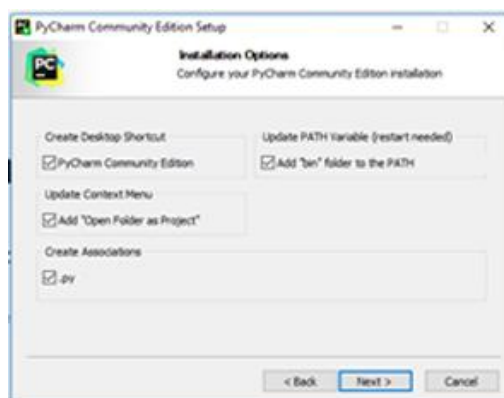 PyCharm Community Edition Setup
Installation Options
Configure your PyCharm Community Edition installation
PC
Create Desktop Shortcut
PyCharm Community Edition
Update PATH Variable (restart needed)
Add "bin" folder to the PATH
Update Context Menu
Add "Open Folder as Project"
Create Associations
.py
< Back
Next >
Cancel